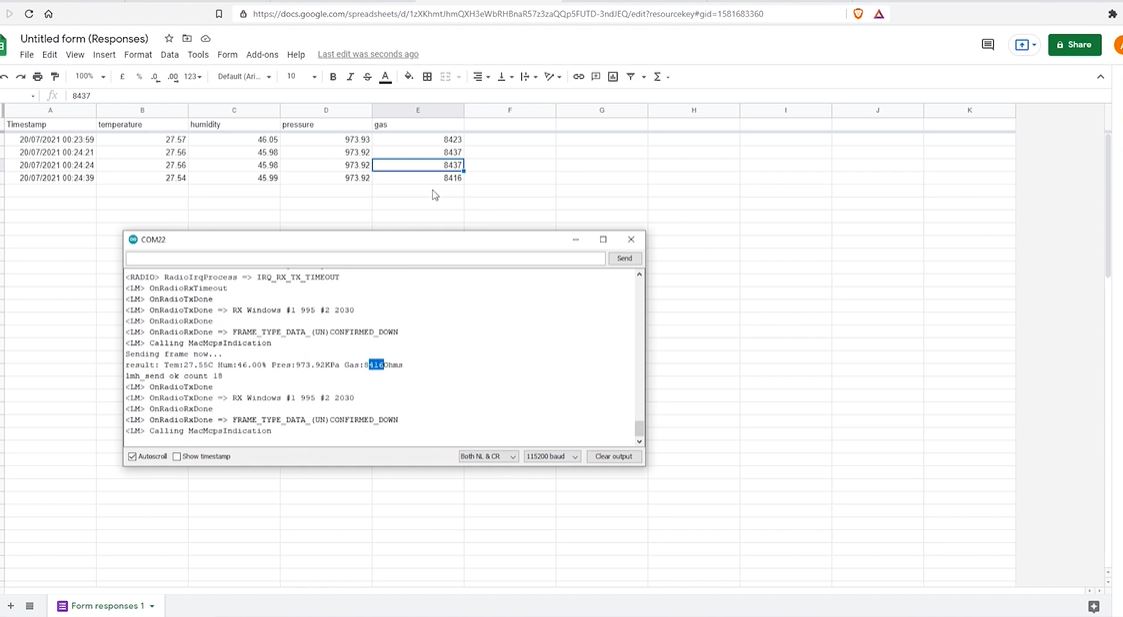 https://docs.google.com/spreadsheets/d/1zXKhmtJhmQXH3eWbRHBnaR57z3zaQQp5FUTD-3ndJEQ/edit?resourcekey#gid=1581683360
Untitled form (Responses)
File Edit View Insert Format Data Tools Form Add-ons Help Last edit was seconds ago
Share
100% £ % .0 .00 123 Default (Ari... 10 B I S A
fx 8437
A B C D E F G H I J K
Timestamp temperature humidity pressure gas
20/07/2021 00:23:59 27.57 46.05 973.93 8423
20/07/2021 00:24:21 27.56 45.98 973.92 8437
20/07/2021 00:24:24 27.56 45.98 973.92 8437
20/07/2021 00:24:39 27.54 45.99 973.92 8416
COM22
Send
<RADIO> RadioIrqProcess => IRQ_RX_TX_TIMEOUT
<LM> OnRadioRxTimeout
<LM> OnRadioTxDone
<LM> OnRadioTxDone => RX Windows #1 995 #2 2030
<LM> OnRadioRxDone
<LM> OnRadioRxDone => FRAME_TYPE_DATA_(UN)CONFIRMED_DOWN
<LM> Calling MacMcpsIndication
Sending frame now...
result: Tem:27.55C Hum:46.00% Pres:973.92KPa Gas:8416Ohms
lmh_send ok count 18
<LM> OnRadioTxDone
<LM> OnRadioTxDone => RX Windows #1 995 #2 2030
<LM> OnRadioRxDone
<LM> OnRadioRxDone => FRAME_TYPE_DATA_(UN)CONFIRMED_DOWN
<LM> Calling MacMcpsIndication
Autoscroll Show timestamp Both NL & CR 115200 baud Clear output
Form responses 1